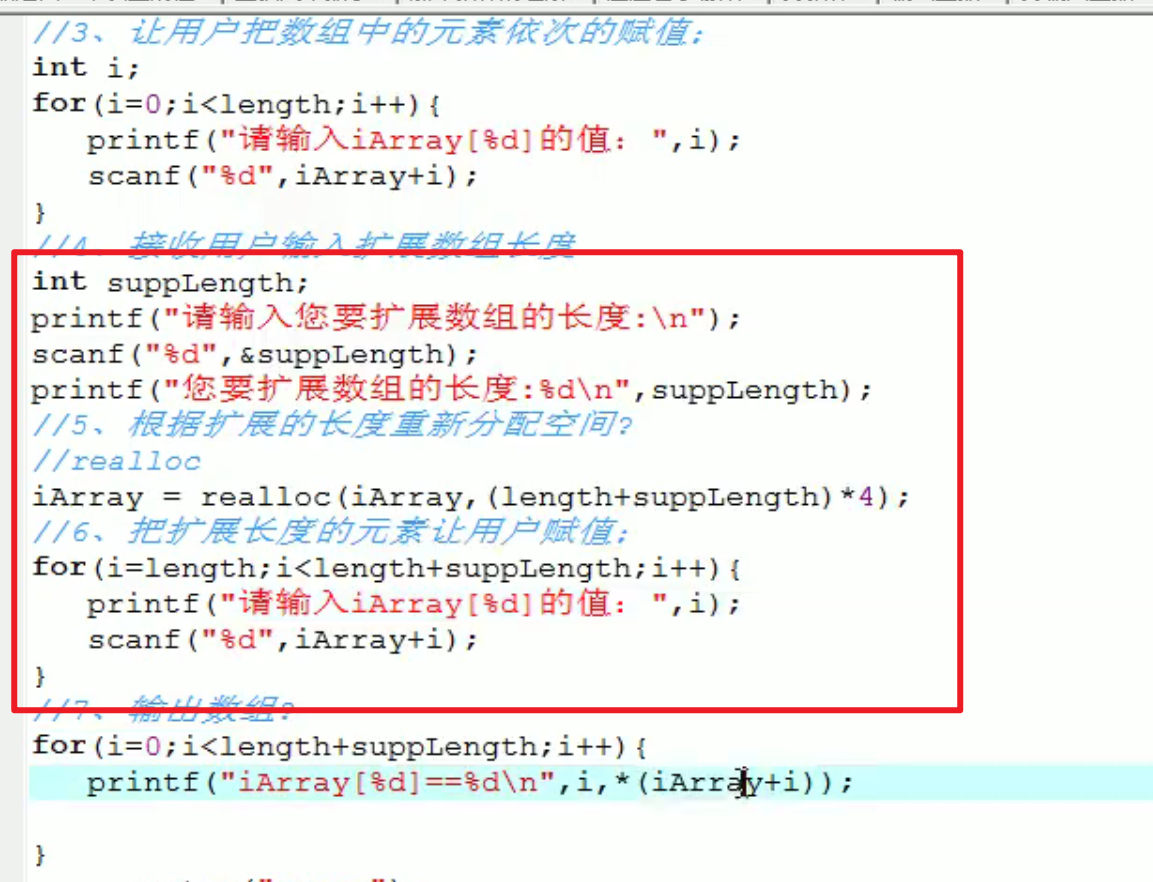 //3、让用户把数组中的元素依次的赋值;
int i;
for(i=0;i<length;i++){
printf("请输入iArray[%d]的值: ",i);
scanf("%d",iArray+i);
}
//4、接收用户输入扩展数组长度
int suppLength;
printf("请输入您要扩展数组的长度:\n");
scanf("%d",&suppLength);
printf("您要扩展数组的长度:%d\n",suppLength);
//5、根据扩展的长度重新分配空间?
//realloc
iArray = realloc(iArray,(length+suppLength)*4);
//6、把扩展长度的元素让用户赋值;
for(i=length;i<length+suppLength;i++){
printf("请输入iArray[%d]的值: ",i);
scanf("%d",iArray+i);
}
//7、输出数组?
for(i=0;i<length+suppLength;i++){
printf("iArray[%d]==%d\n",i,*(iArray+i));
}